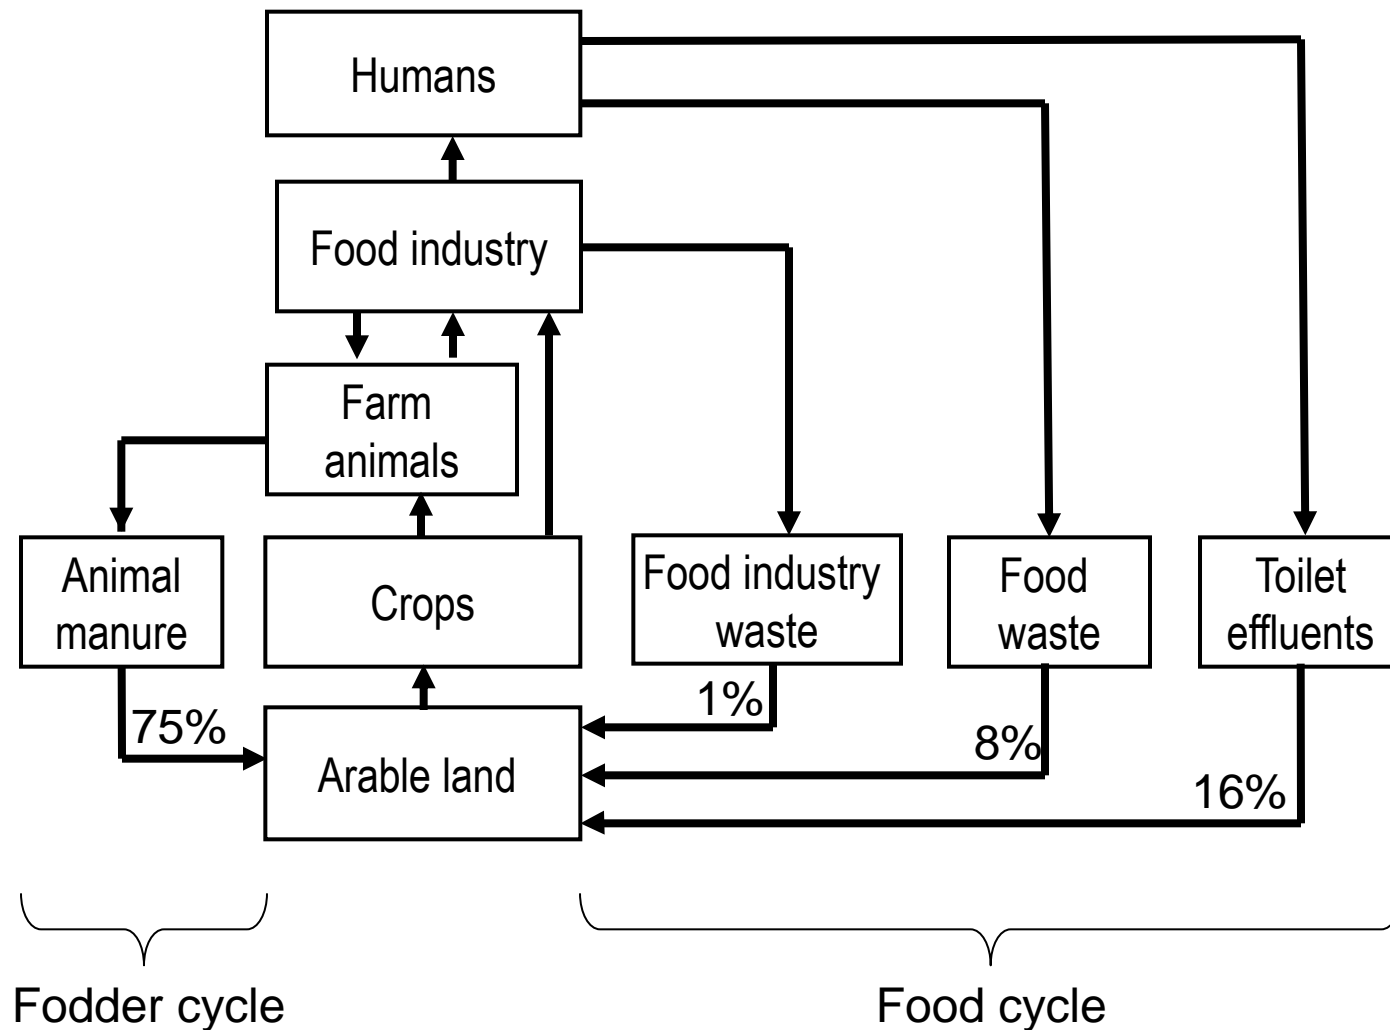 Humans
Food industry
Farm
animals
Animal
manure
Crops
Food industry
waste
Food
waste
Toilet
effluents
75%
Arable land
1%
8%
16%
Fodder cycle
Food cycle